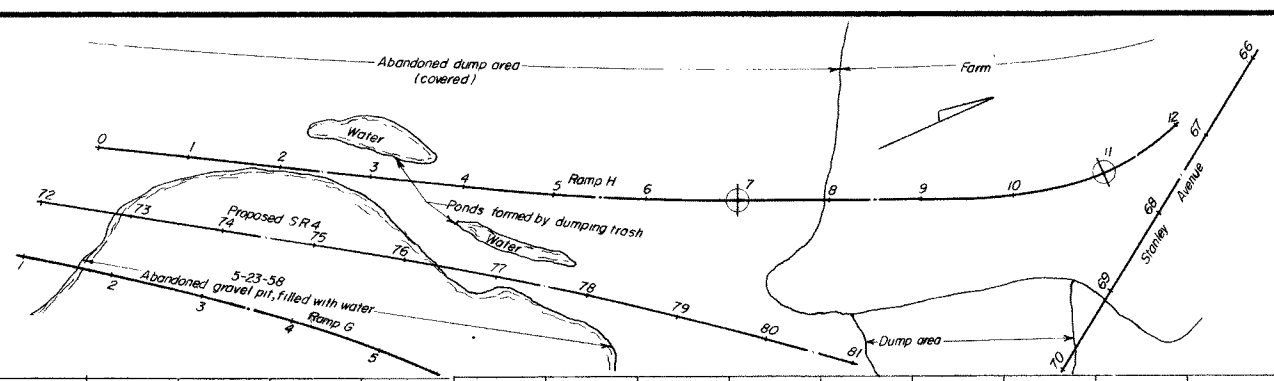 Abandoned dump area
(covered)
Farm
66
67
68
69
70
Stanley Avenue
Water
0
1
2
3
4
5
6
7
8
9
10
11
12
Ramp H
Ponds formed by dumping trash
Water
72
73
74
75
76
77
78
79
80
81
Proposed SR4
5-23-58
Abandoned gravel pit, filled with water
1
2
3
4
5
Ramp G
Dump area